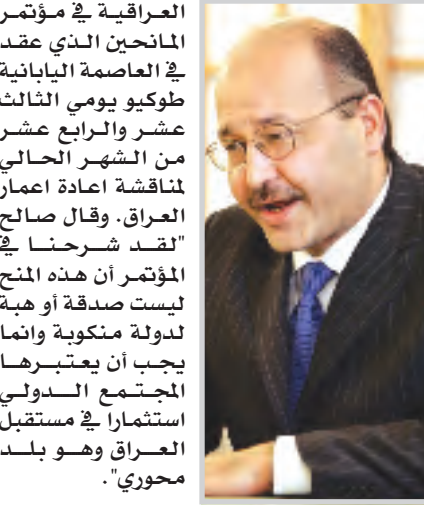 العراقية في مؤتمر
المانحين الذي عقد
في العاصمة اليابانية
طوكيو يومي الثالث
عشر والرابع عشر
من الشهر الحالي
لمناقشة اعادة اعمار
العراق. وقال صالح
"لقد شرحنا في
المؤتمر أن هذه المنح
ليست صدقة أو هبة
لدولة منكوبة وانما
يجب أن يعتبرها
المجتمع الدولي
استثمارا في مستقبل
العراق وهو بلد
محوري".